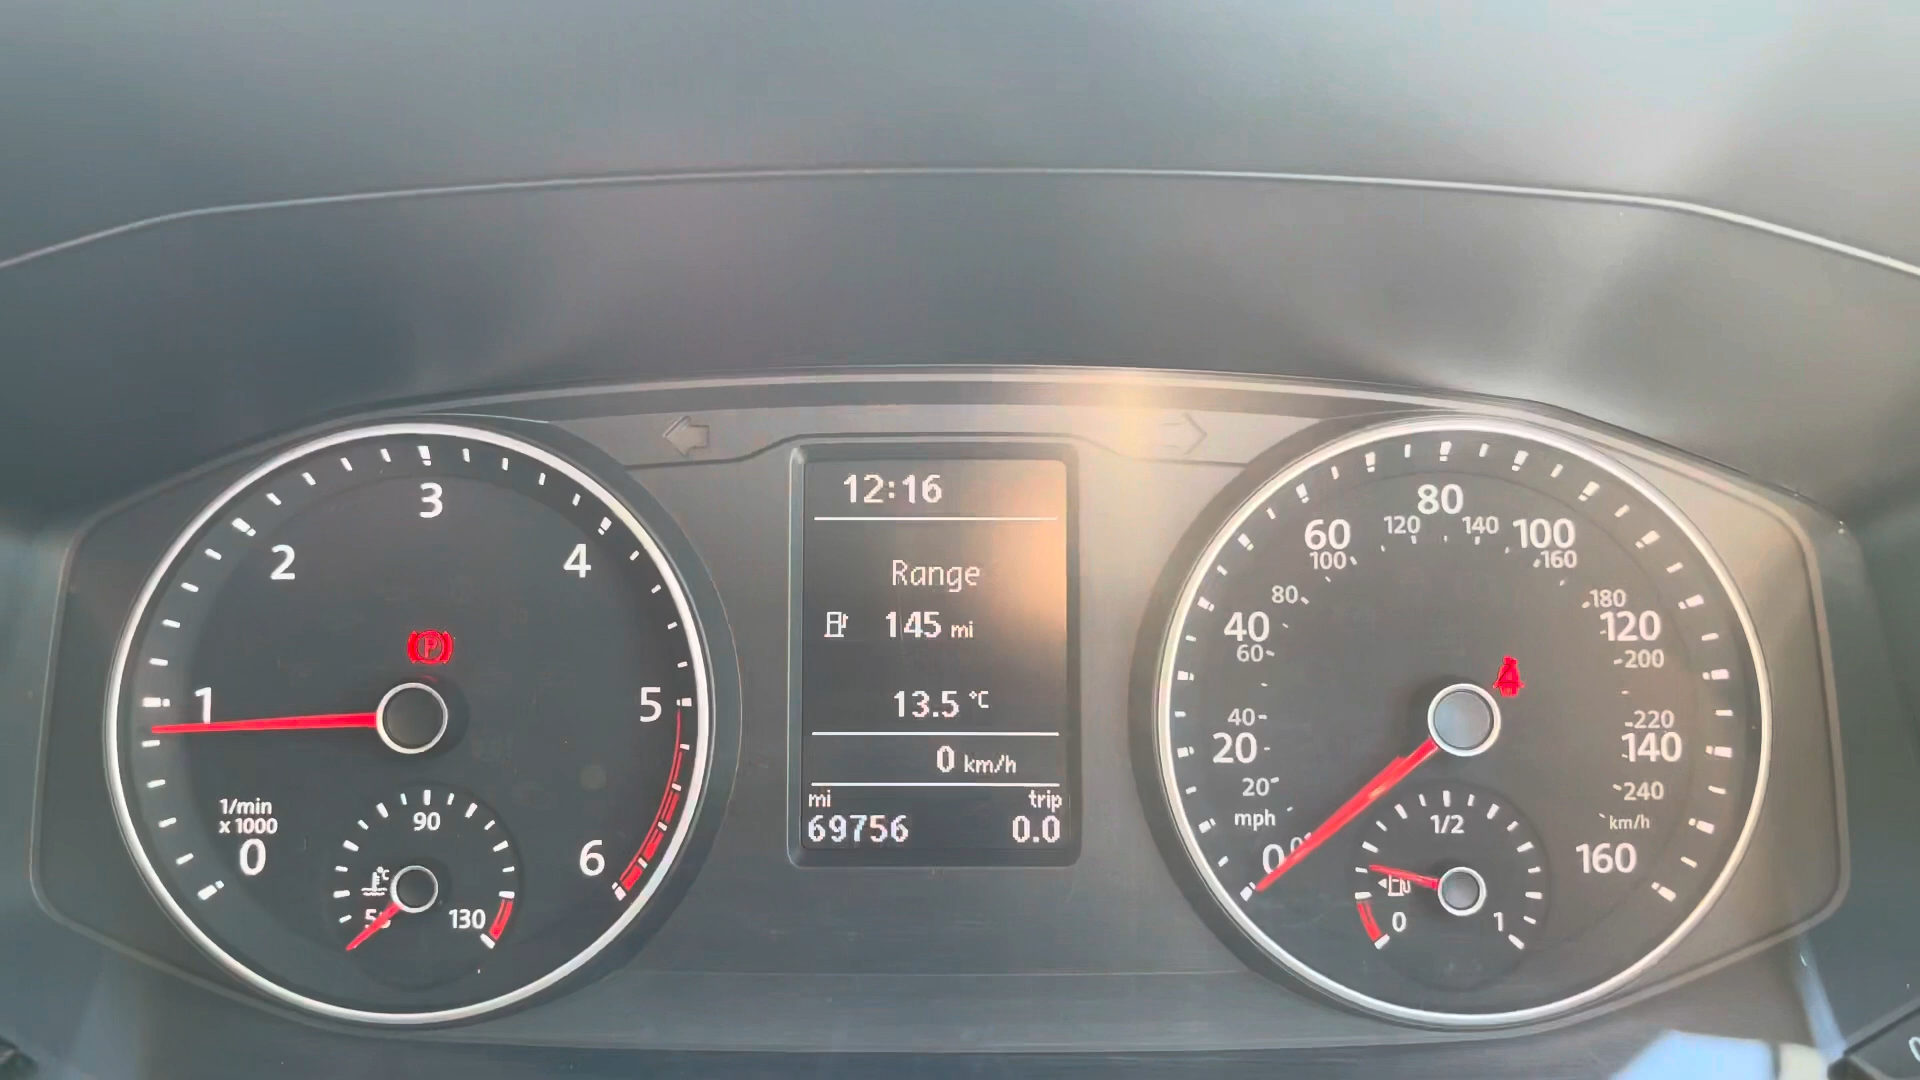 3
2
4
1
5
1/min
x 1000
0
6
90
°C
130
12:16
Range
145 mi
13.5 °C
0 km/h
mi trip
69756 0.0
80
60 100
120 140
100 160
80 180
40 120
60 200
40 220
20 140
20 240
mph km/h
0 160
1/2
0 1
P